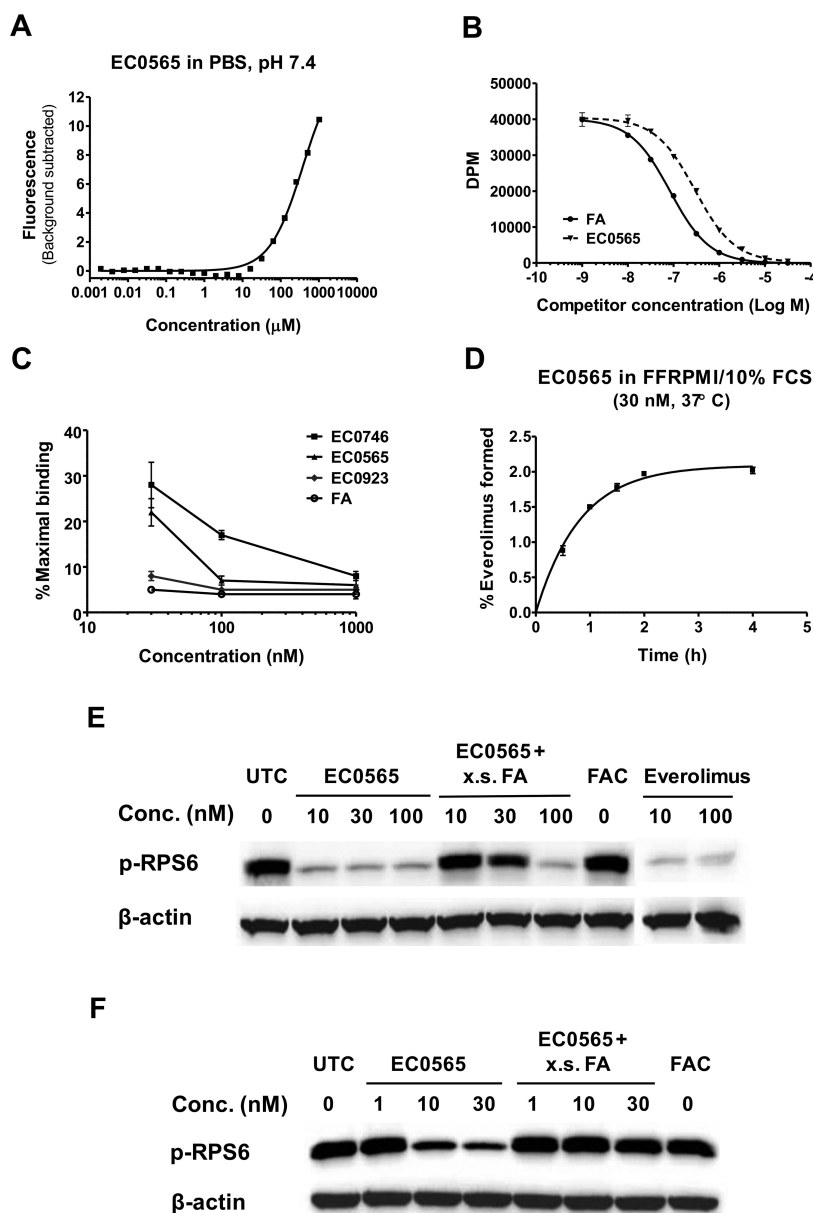 A
EC0565 in PBS, pH 7.4
Fluorescence
(Background subtracted)
12
10
8
6
4
2
0
0.001 0.01 0.1 1 10 100 1000 10000
Concentration (µM)
B
DPM
50000
40000
30000
20000
10000
0
FA
EC0565
-10 -9 -8 -7 -6 -5 -4
Competitor concentration (Log M)
C
%Maximal binding
40
30
20
10
0
EC0746
EC0565
EC0923
FA
10 100 1000
Concentration (nM)
D
EC0565 in FFRPMI/10% FCS
(30 nM, 37° C)
%Everolimus formed
2.5
2.0
1.5
1.0
0.5
0.0
0 1 2 3 4 5
Time (h)
E
UTC EC0565 EC0565+ x.s. FA FAC Everolimus
Conc. (nM) 0 10 30 100 10 30 100 0 10 100
p-RPS6
β-actin
F
UTC EC0565 EC0565+ x.s. FA FAC
Conc. (nM) 0 1 10 30 1 10 30 0
p-RPS6
β-actin